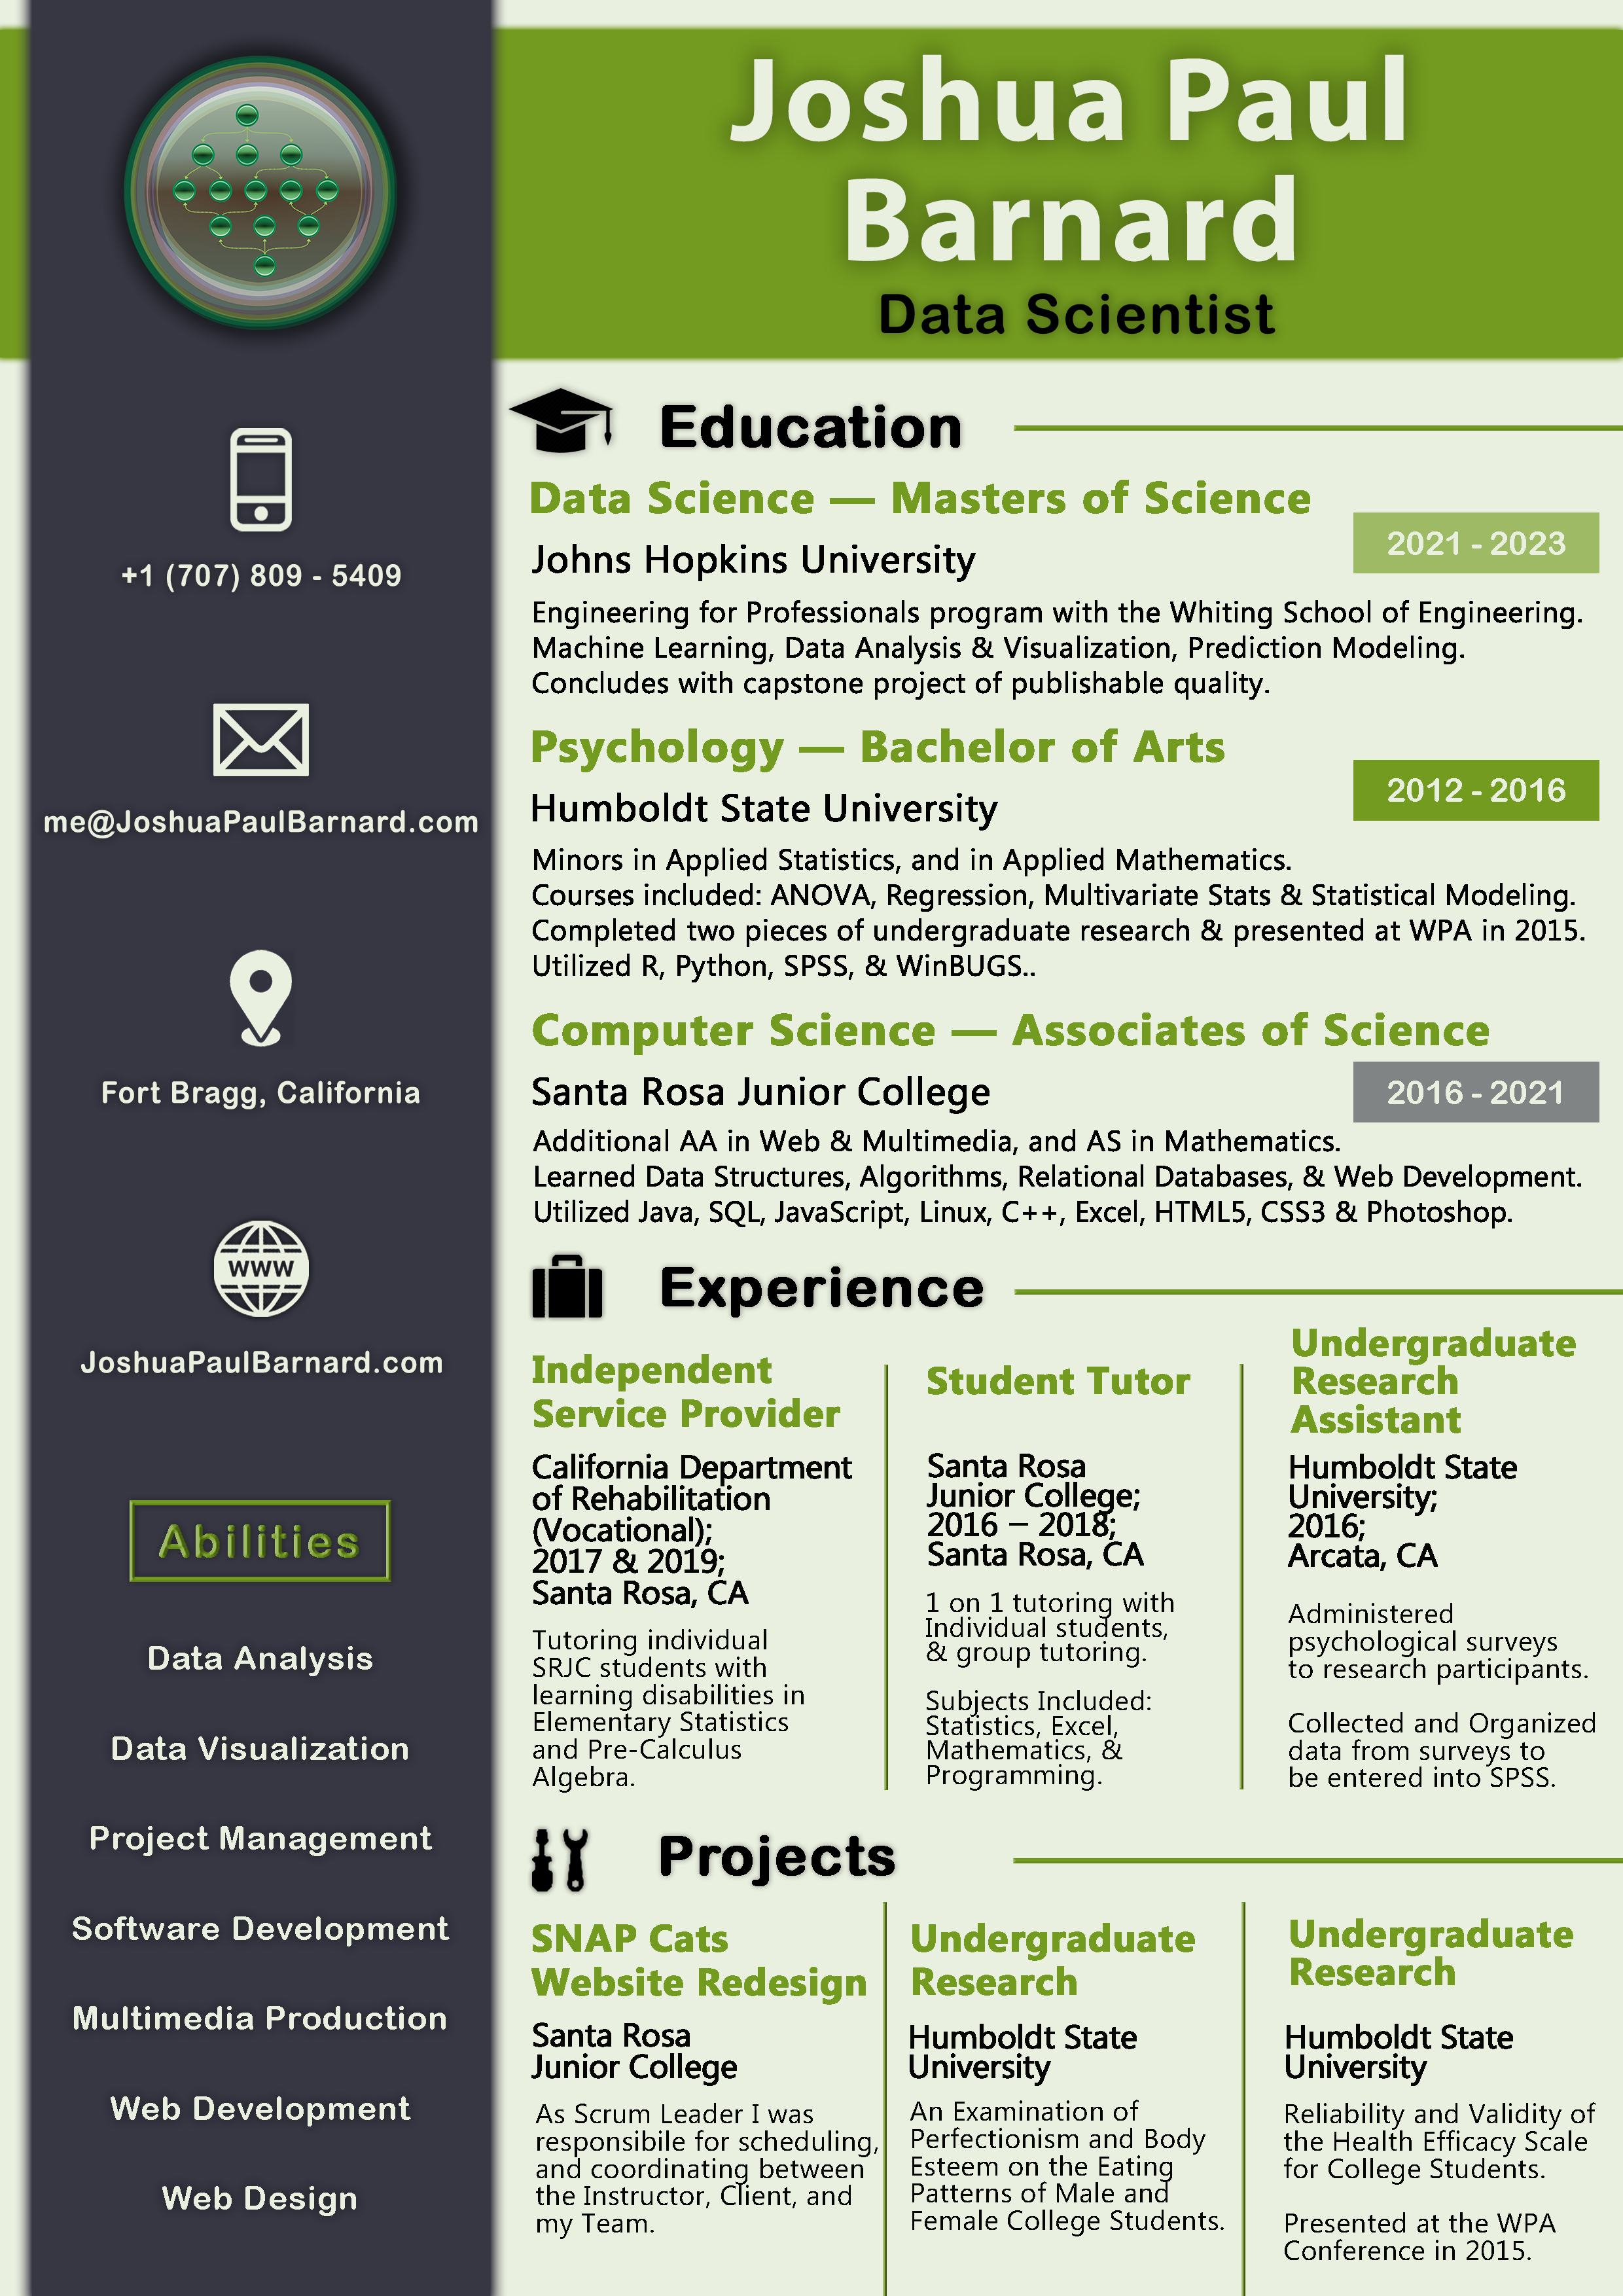 Joshua Paul
Barnard
Data Scientist
+1 (707) 809 - 5409
me@JoshuaPaulBarnard.com
Fort Bragg, California
WWW
JoshuaPaulBarnard.com
Abilities
Data Analysis
Data Visualization
Project Management
Software Development
Multimedia Production
Web Development
Web Design
Education
Data Science — Masters of Science
2021 - 2023
Johns Hopkins University
Engineering for Professionals program with the Whiting School of Engineering.
Machine Learning, Data Analysis & Visualization, Prediction Modeling.
Concludes with capstone project of publishable quality.
Psychology — Bachelor of Arts
2012 - 2016
Humboldt State University
Minors in Applied Statistics, and in Applied Mathematics.
Courses included: ANOVA, Regression, Multivariate Stats & Statistical Modeling.
Completed two pieces of undergraduate research & presented at WPA in 2015.
Utilized R, Python, SPSS, & WinBUGS..
Computer Science — Associates of Science
Santa Rosa Junior College
2016 - 2021
Additional AA in Web & Multimedia, and AS in Mathematics.
Learned Data Structures, Algorithms, Relational Databases, & Web Development.
Utilized Java, SQL, JavaScript, Linux, C++, Excel, HTML5, CSS3 & Photoshop.
Experience
Independent
Service Provider
California Department
of Rehabilitation
(Vocational);
2017 & 2019;
Santa Rosa, CA
Tutoring individual
SRJC students with
learning disabilities in
Elementary Statistics
and Pre-Calculus
Algebra.
Student Tutor
Santa Rosa
Junior College;
2016 – 2018;
Santa Rosa, CA
1 on 1 tutoring with
Individual students,
& group tutoring.
Subjects Included:
Statistics, Excel,
Mathematics, &
Programming.
Undergraduate
Research
Assistant
Humboldt State
University;
2016;
Arcata, CA
Administered
psychological surveys
to research participants.
Collected and Organized
data from surveys to
be entered into SPSS.
Projects
SNAP Cats
Website Redesign
Santa Rosa
Junior College
As Scrum Leader I was
responsibile for scheduling,
and coordinating between
the Instructor, Client, and
my Team.
Undergraduate
Research
Humboldt State
University
An Examination of
Perfectionism and Body
Esteem on the Eating
Patterns of Male and
Female College Students.
Undergraduate
Research
Humboldt State
University
Reliability and Validity of
the Health Efficacy Scale
for College Students.
Presented at the WPA
Conference in 2015.